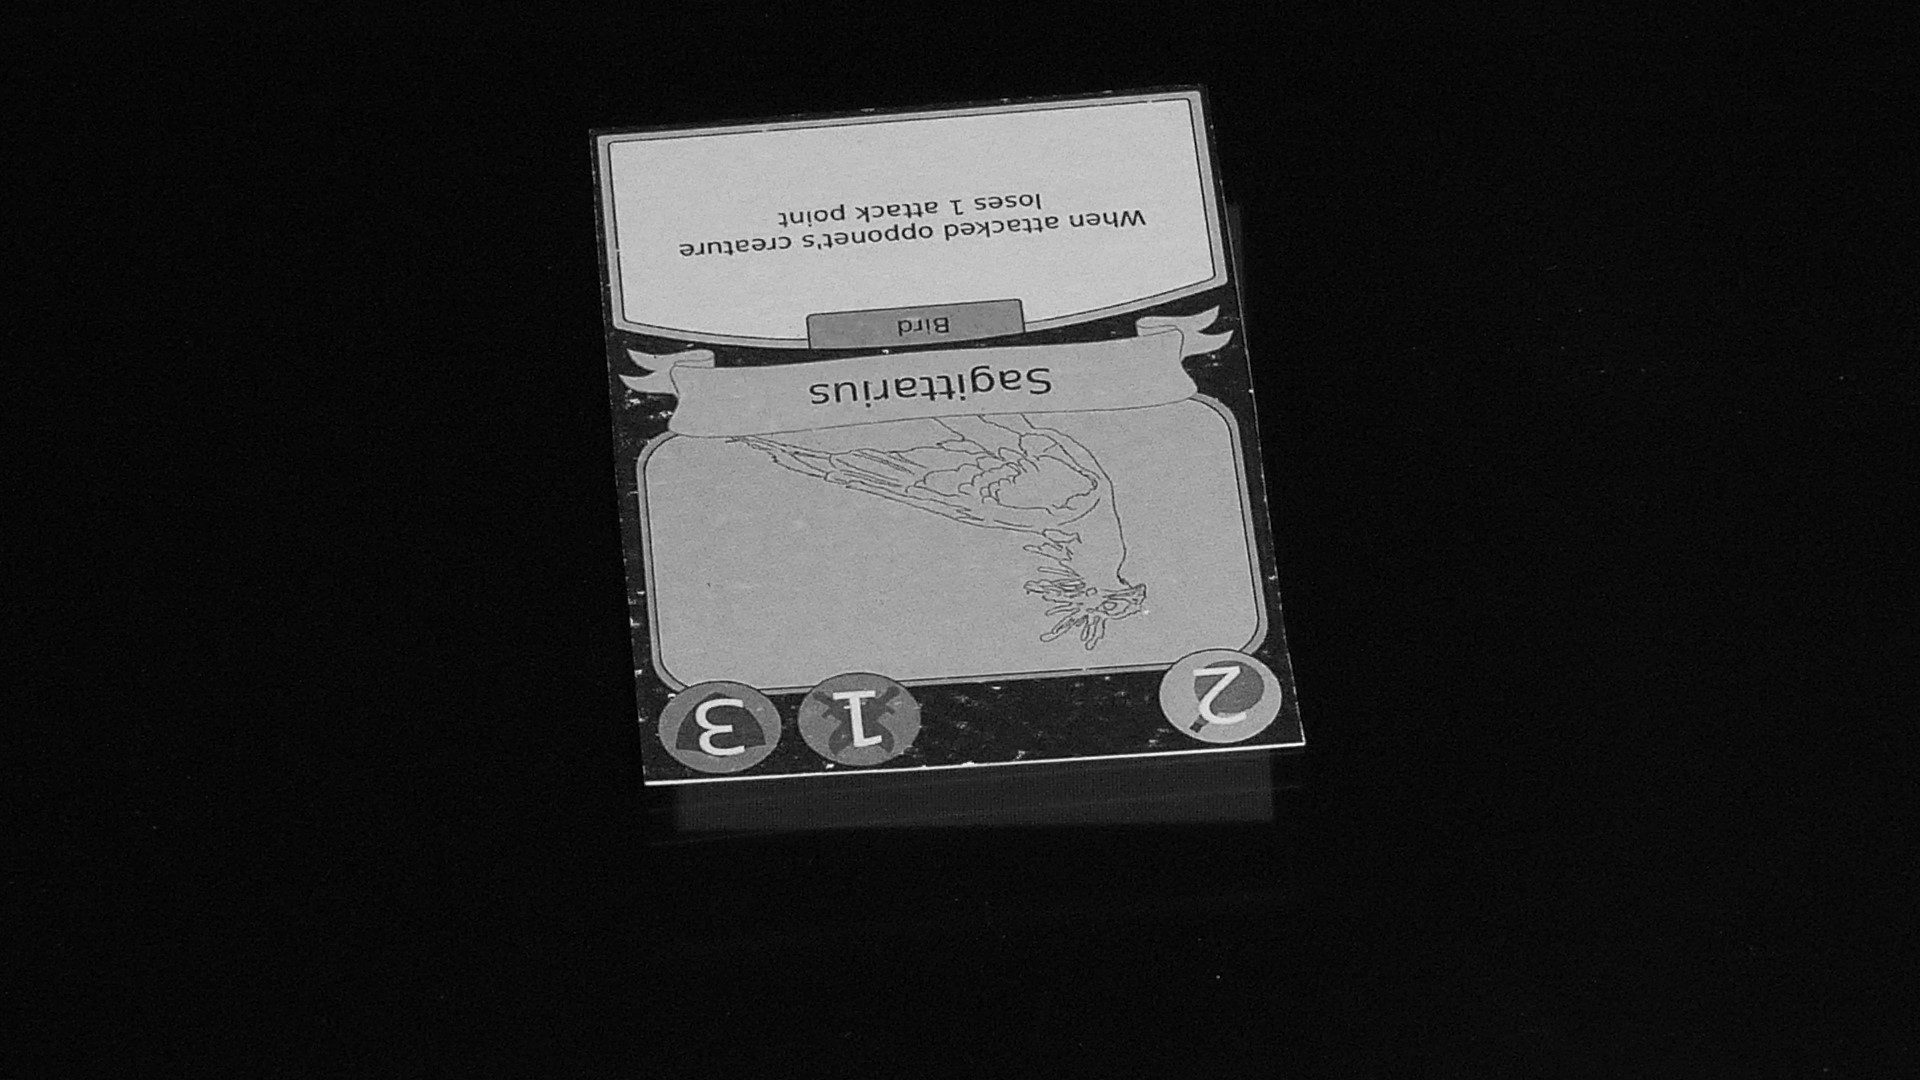 2 1 3
Sagittarius
Bird
When attacked opponet's creature
loses 1 attack point